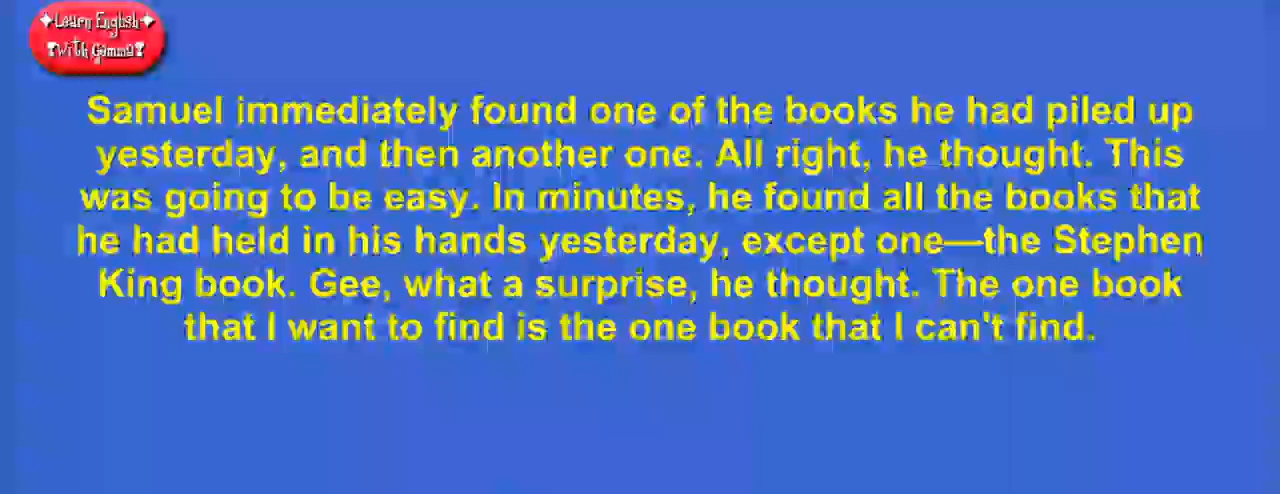 ✦Learn English✦
❣With Gamma❣
Samuel immediately found one of the books he had piled up
yesterday, and then another one. All right, he thought. This
was going to be easy. In minutes, he found all the books that
he had held in his hands yesterday, except one—the Stephen
King book. Gee, what a surprise, he thought. The one book
that I want to find is the one book that I can't find.